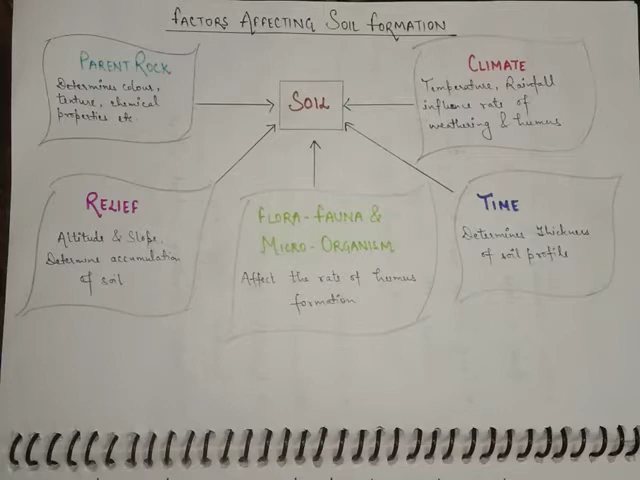 FACTORS AFFECTING SOIL FORMATION
PARENT ROCK
Determines colour,
texture, chemical
properties etc
SOIL
CLIMATE
Temperature, Rainfall
influence rate of
weathering & humus
RELIEF
Altitude & Slope,
Determine accumulation
of soil
FLORA-FAUNA &
MICRO-ORGANISM
Affect the rate of humus
formation
TIME
Determines thickness
of soil profile